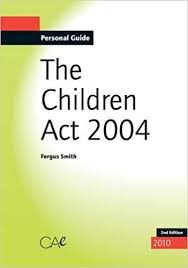 Personal Guide
The
Children
Act 2004
Fergus Smith
CAe
2nd Edition
2010